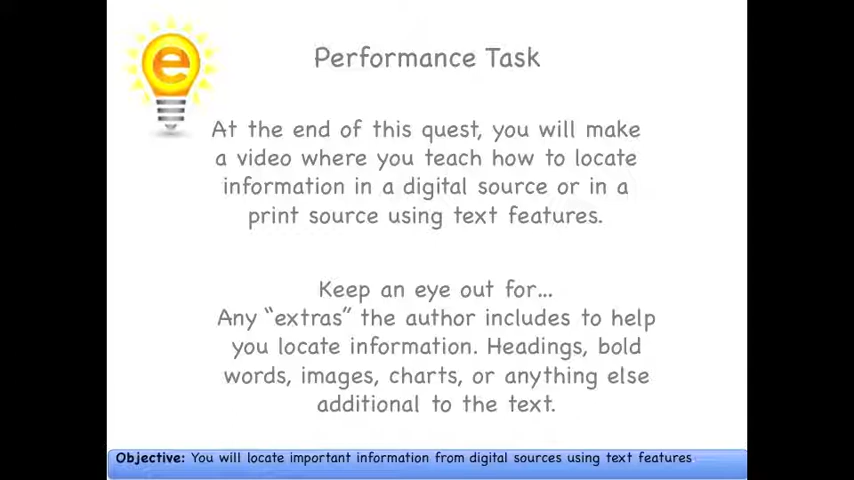 e
Performance Task
At the end of this quest, you will make
a video where you teach how to locate
information in a digital source or in a
print source using text features.
Keep an eye out for...
Any “extras” the author includes to help
you locate information. Headings, bold
words, images, charts, or anything else
additional to the text.
Objective: You will locate important information from digital sources using text features